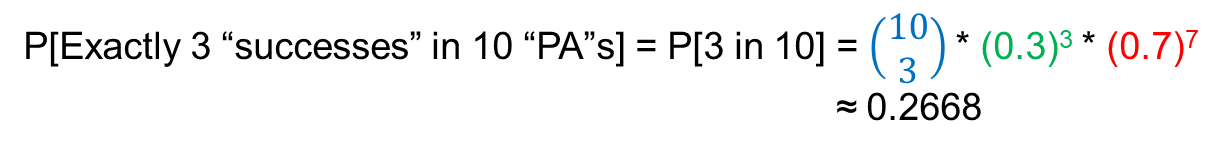 P[Exactly 3 “successes” in 10 “PA”s] = P[3 in 10] = (10 3) * (0.3)³ * (0.7)⁷
≈ 0.2668